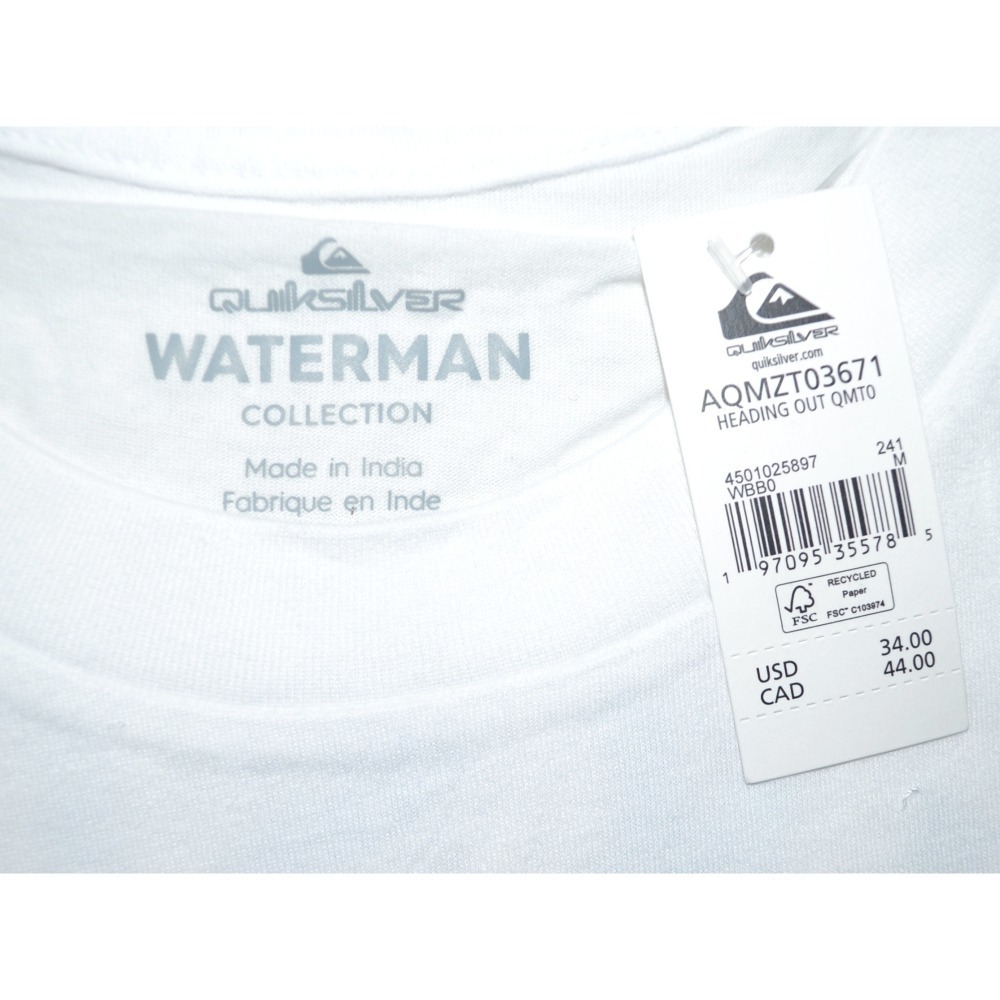 QUIKSILVER
WATERMAN
COLLECTION
Made in India
Fabrique en Inde
QUIKSILVER
quiksilver.com
AQMZT03671
HEADING OUT QMT0
4501025897 241
WBB0 M
1 97095 35578 5
FSC
RECYCLED
Paper
FSC™ C103974
USD 34.00
CAD 44.00